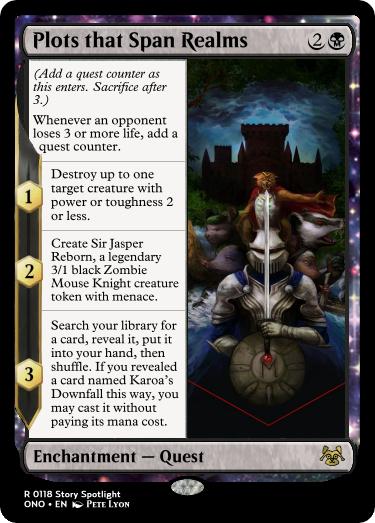 Plots that Span Realms 2
(Add a quest counter as
this enters. Sacrifice after
3.)
Whenever an opponent
loses 3 or more life, add a
quest counter.
1
Destroy up to one
target creature with
power or toughness 2
or less.
2
Create Sir Jasper
Reborn, a legendary
3/1 black Zombie
Mouse Knight creature
token with menace.
3
Search your library for
a card, reveal it, put it
into your hand, then
shuffle. If you revealed
a card named Karoa's
Downfall this way, you
may cast it without
paying its mana cost.
Enchantment — Quest
R 0118 Story Spotlight
ONO • EN Pete Lyon